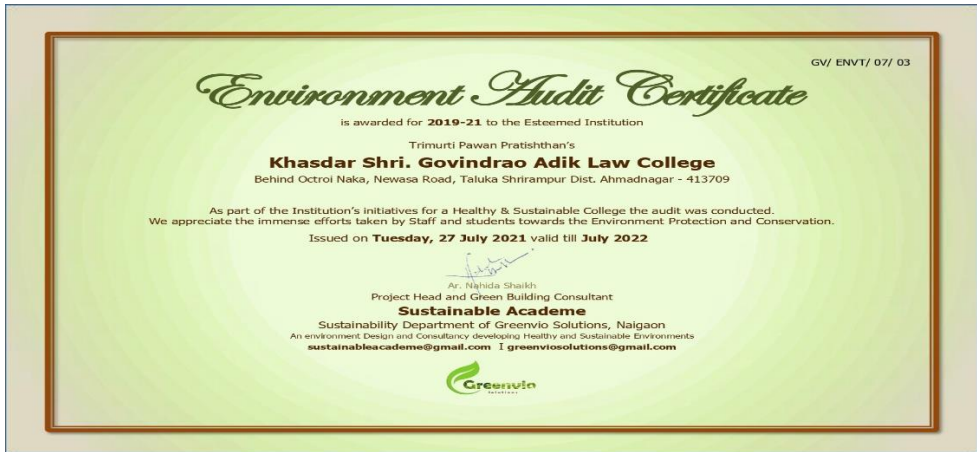 GV/ ENVT/ 07/ 03
Environment Audit Certificate
is awarded for 2019-21 to the Esteemed Institution
Trimurti Pawan Pratishthan's
Khasdar Shri. Govindrao Adik Law College
Behind Octroi Naka, Newasa Road, Taluka Shrirampur Dist. Ahmadnagar - 413709
As part of the Institution's initiatives for a Healthy & Sustainable College the audit was conducted.
We appreciate the immense efforts taken by Staff and students towards the Environment Protection and Conservation.
Issued on Tuesday, 27 July 2021 valid till July 2022
Ar. Nahida Shaikh
Project Head and Green Building Consultant
Sustainable Academe
Sustainability Department of Greenvio Solutions, Naigaon
An environment Design and Consultancy developing Healthy and Sustainable Environments
sustainableacademe@gmail.com I greenviosolutions@gmail.com
Greenvio
Solutions